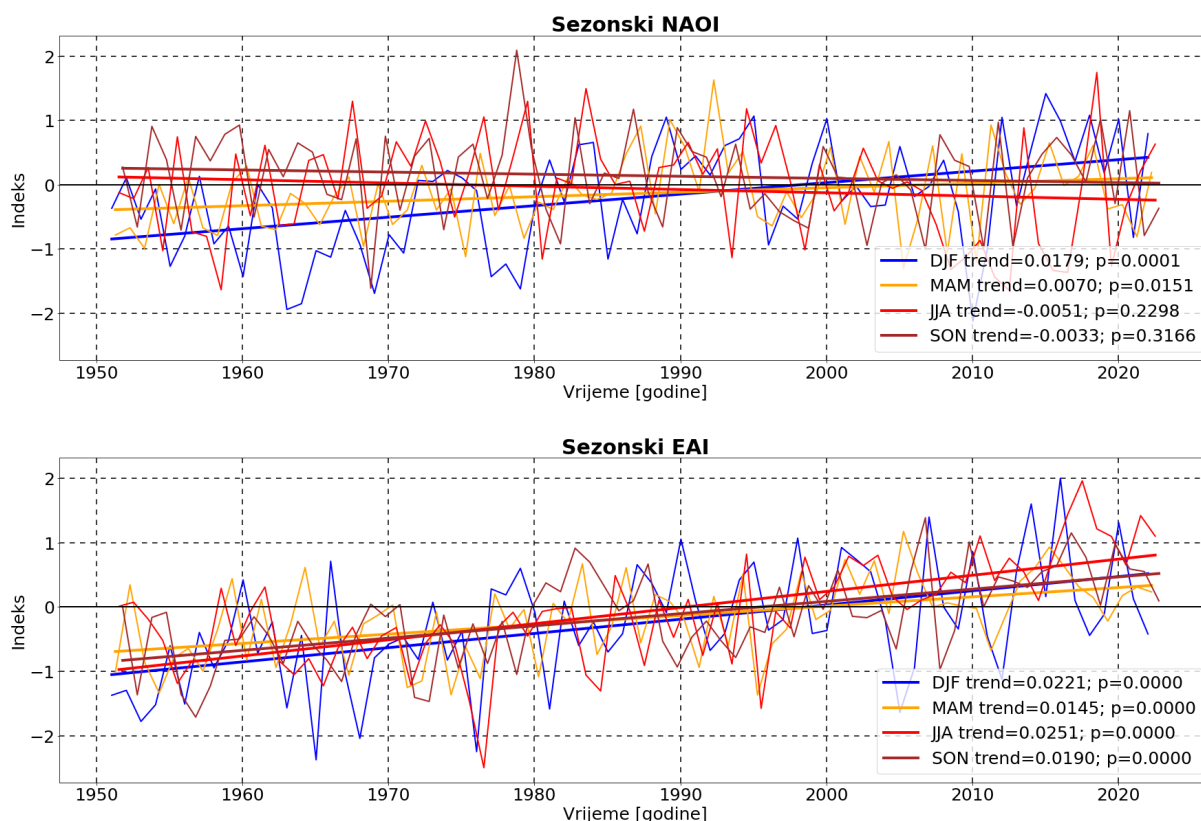 Sezonski NAOI
2
1
0
−1
−2
Indeks
DJF trend=0.0179; p=0.0001
MAM trend=0.0070; p=0.0151
JJA trend=-0.0051; p=0.2298
SON trend=-0.0033; p=0.3166
1950 1960 1970 1980 1990 2000 2010 2020
Vrijeme [godine]
Sezonski EAI
2
1
0
−1
−2
Indeks
DJF trend=0.0221; p=0.0000
MAM trend=0.0145; p=0.0000
JJA trend=0.0251; p=0.0000
SON trend=0.0190; p=0.0000
1950 1960 1970 1980 1990 2000 2010 2020
Vrijeme [godine]